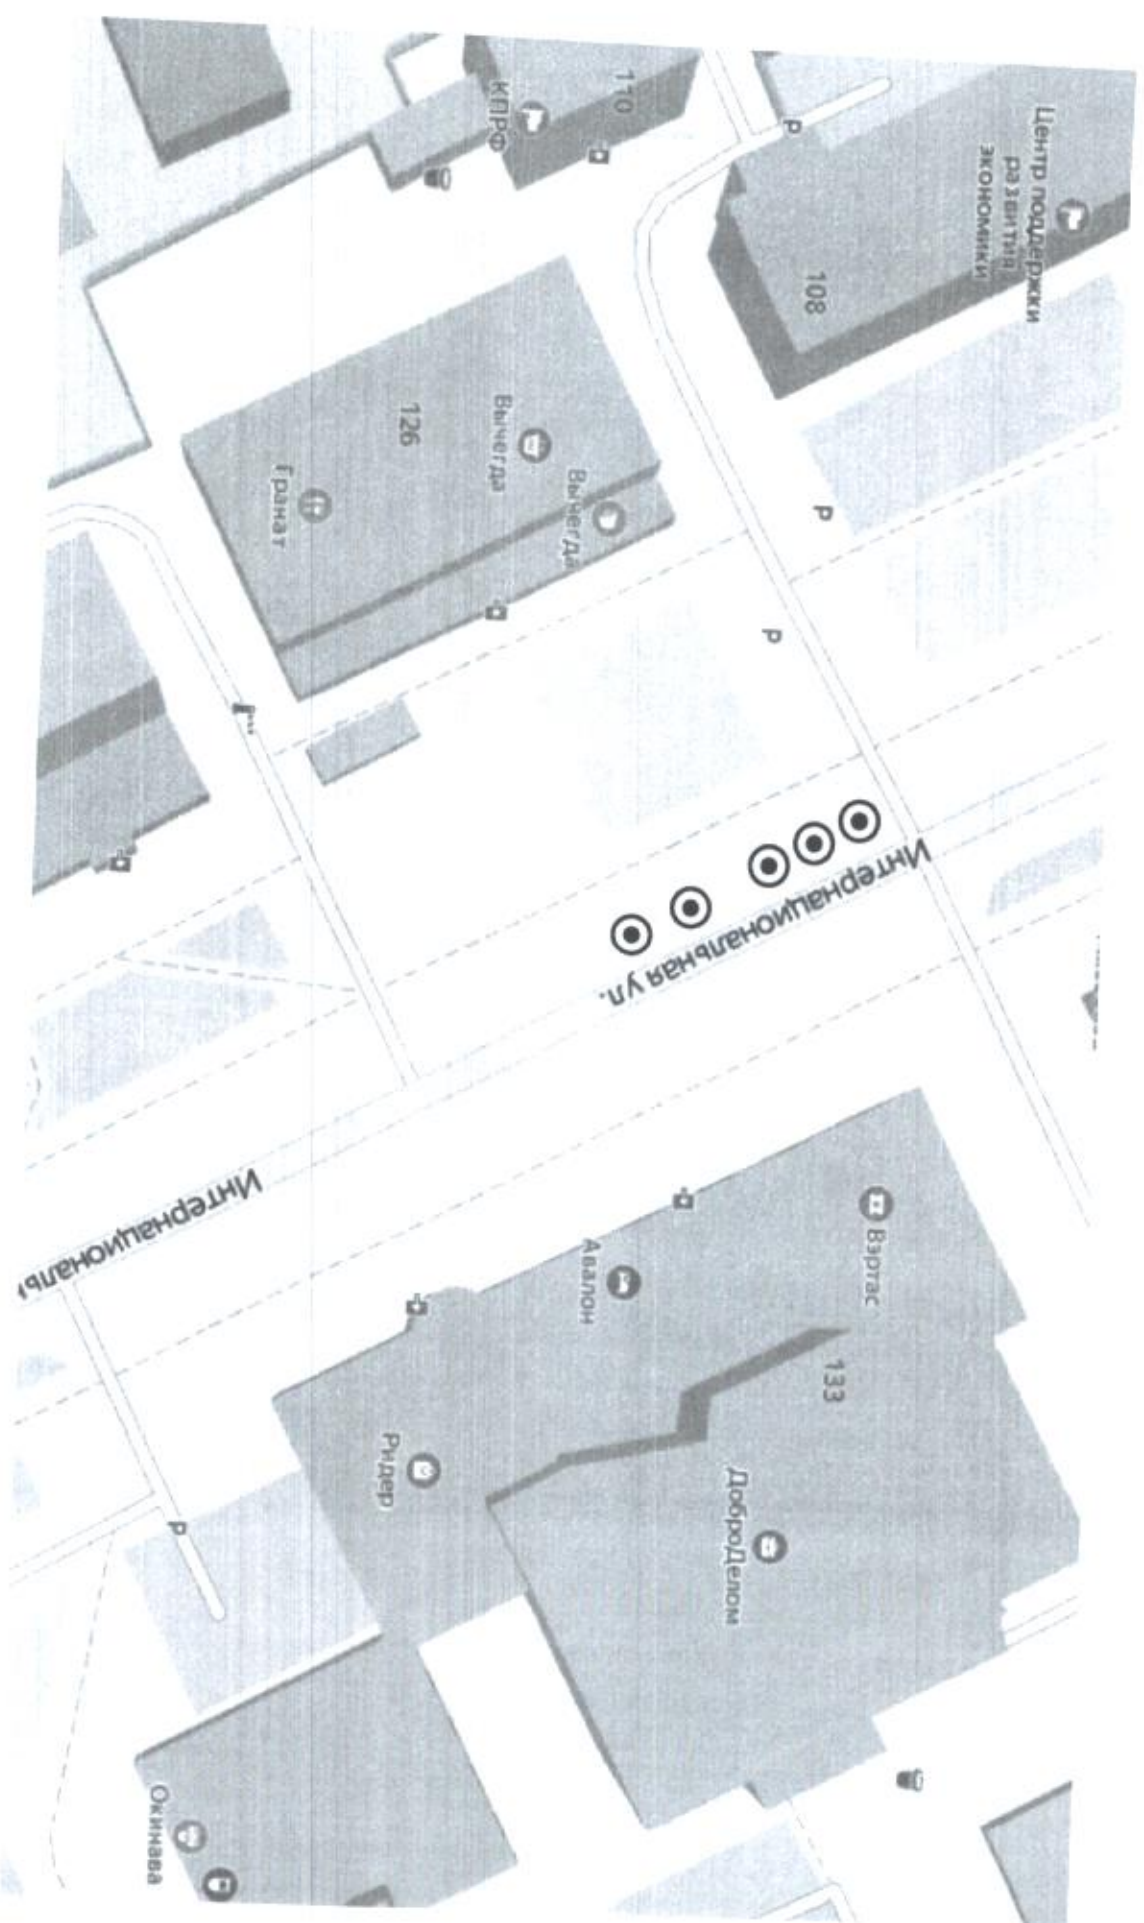 Центр поддержки
развития
экономики
110
КПРФ
P
108
126
Вычегда
Вычегда
Гранат
P
P
Интернациональная ул.
Интернациональн
Вэртас
Авалон
133
Ридер
ДоброДелом
P
Окинава